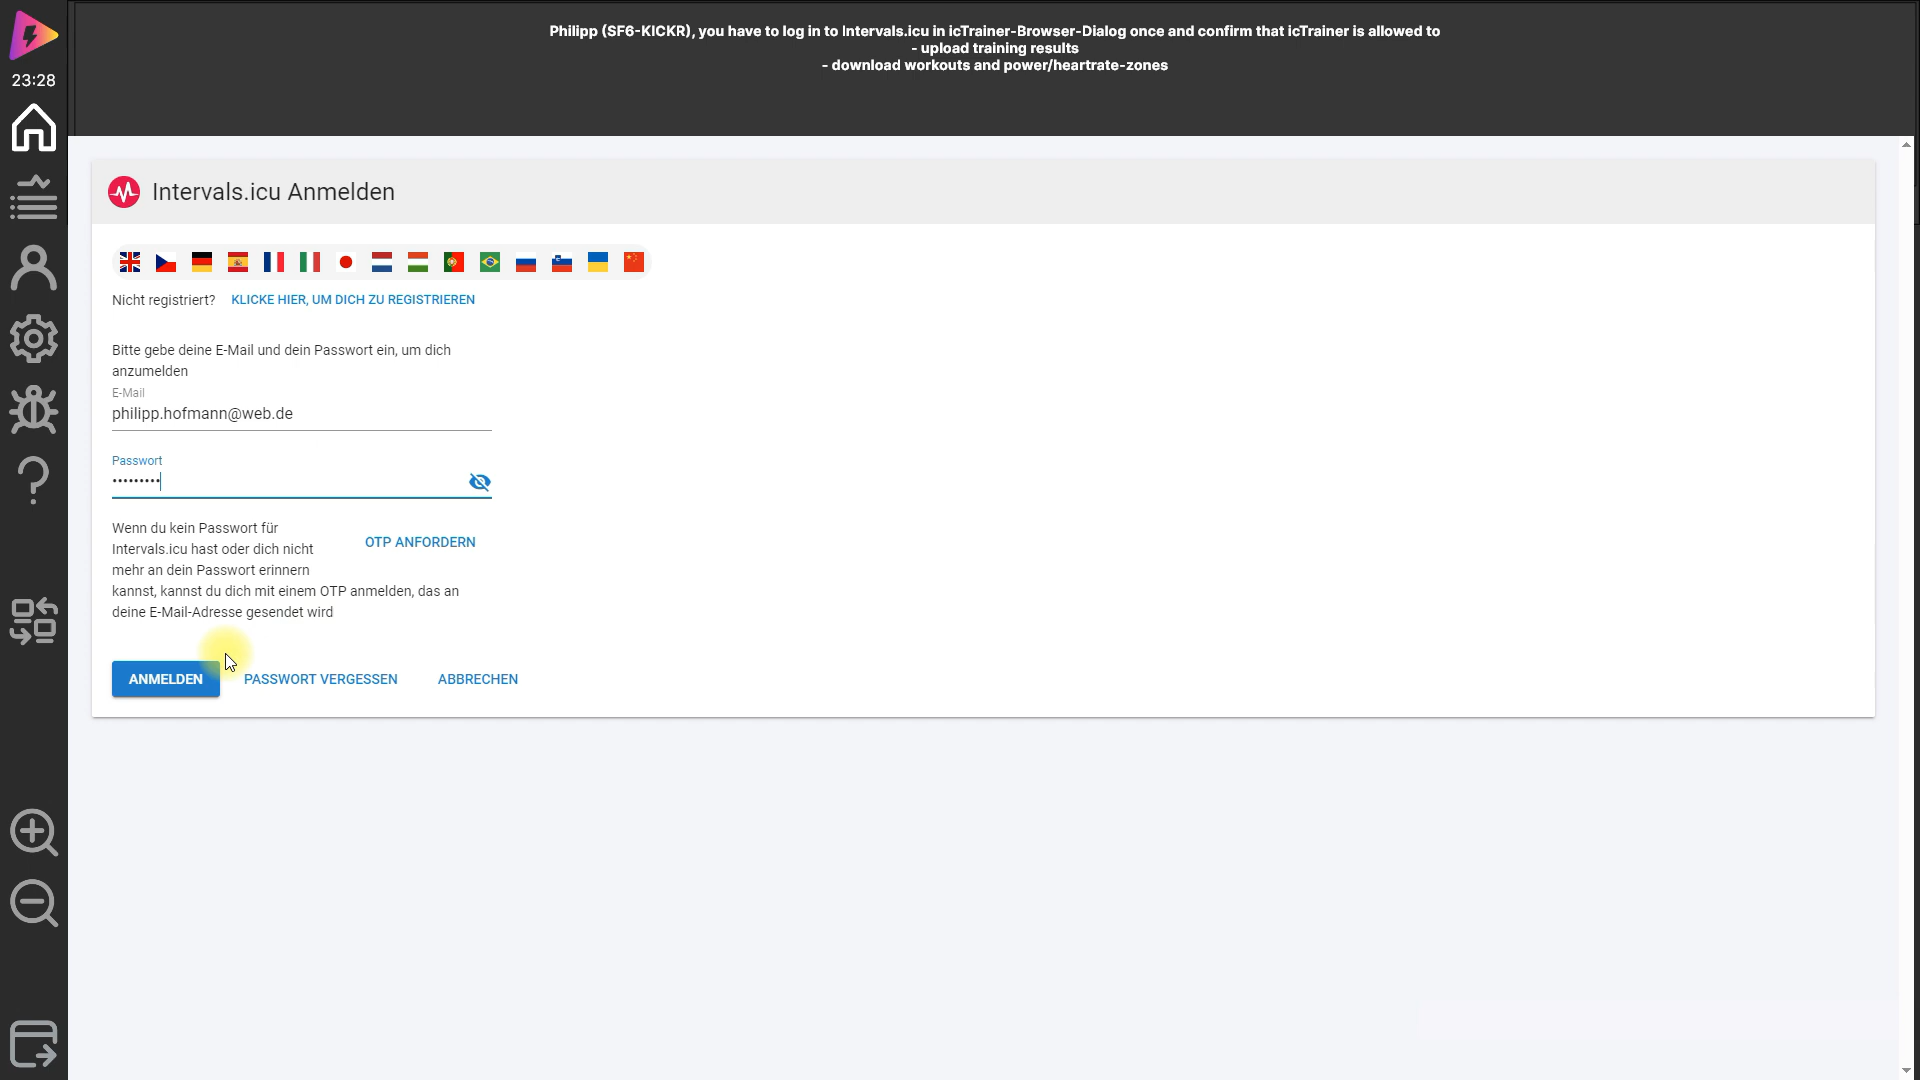 Philipp (SF6-KICKR), you have to log in to Intervals.icu in icTrainer-Browser-Dialog once and confirm that icTrainer is allowed to
- upload training results
- download workouts and power/heartrate-zones
23:28
Intervals.icu Anmelden
Nicht registriert? KLICKE HIER, UM DICH ZU REGISTRIEREN
Bitte gebe deine E-Mail und dein Passwort ein, um dich
anzumelden
E-Mail
philipp.hofmann@web.de
Passwort
•••••••••
Wenn du kein Passwort für
Intervals.icu hast oder dich nicht
mehr an dein Passwort erinnern
kannst, kannst du dich mit einem OTP anmelden, das an
deine E-Mail-Adresse gesendet wird
OTP ANFORDERN
ANMELDEN PASSWORT VERGESSEN ABBRECHEN